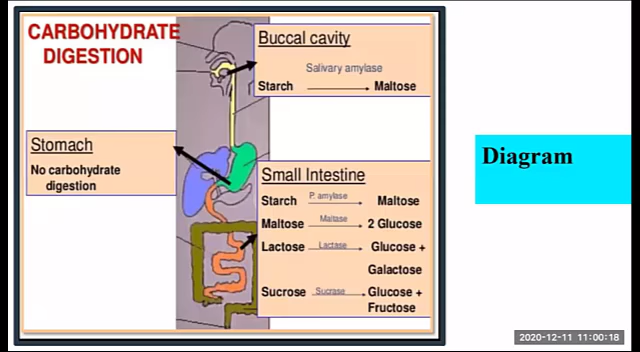 CARBOHYDRATE
DIGESTION
Buccal cavity
Salivary amylase
Starch Maltose
Stomach
No carbohydrate
digestion
Small Intestine
Starch P. amylase Maltose
Maltose Maltase 2 Glucose
Lactose Lactase Glucose +
Galactose
Sucrose Sucrase Glucose +
Fructose
Diagram
2020-12-11 11:00:18